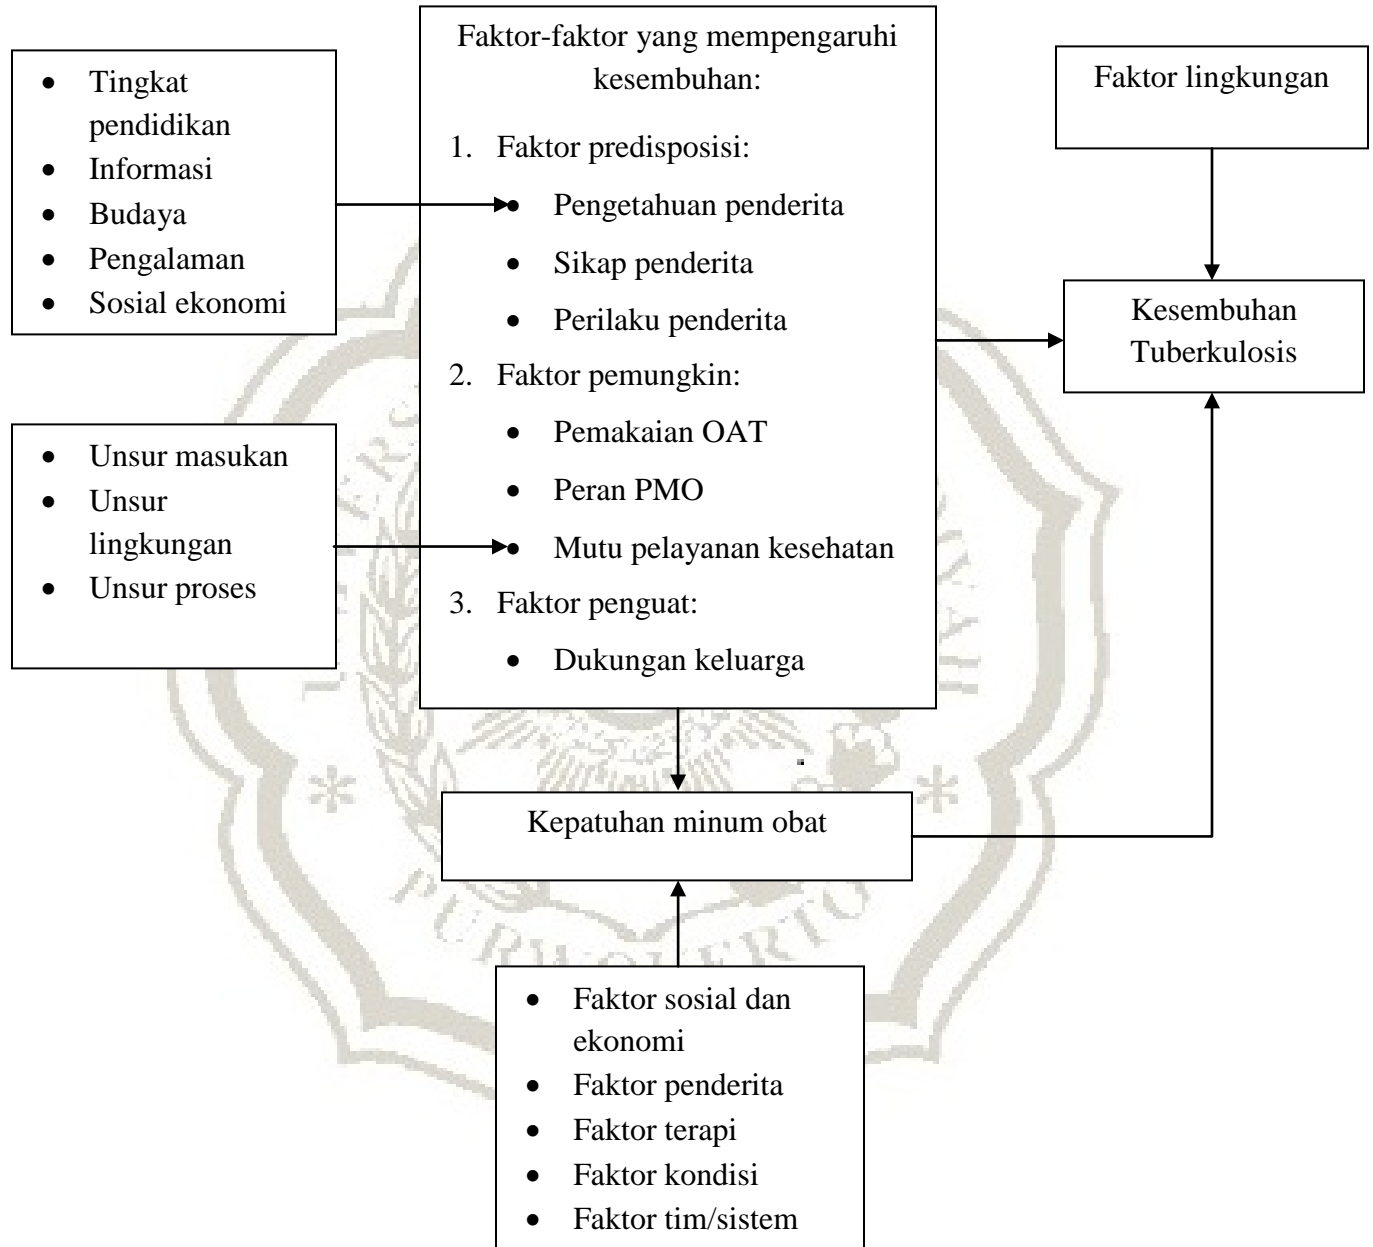 Faktor-faktor yang mempengaruhi
kesembuhan:
1. Faktor predisposisi:
• Pengetahuan penderita
• Sikap penderita
• Perilaku penderita
2. Faktor pemungkin:
• Pemakaian OAT
• Peran PMO
• Mutu pelayanan kesehatan
3. Faktor penguat:
• Dukungan keluarga
• Tingkat
pendidikan
• Informasi
• Budaya
• Pengalaman
• Sosial ekonomi
• Unsur masukan
• Unsur
lingkungan
• Unsur proses
Faktor lingkungan
Kesembuhan
Tuberkulosis
Kepatuhan minum obat
• Faktor sosial dan
ekonomi
• Faktor penderita
• Faktor terapi
• Faktor kondisi
• Faktor tim/sistem
PURWOKERTO